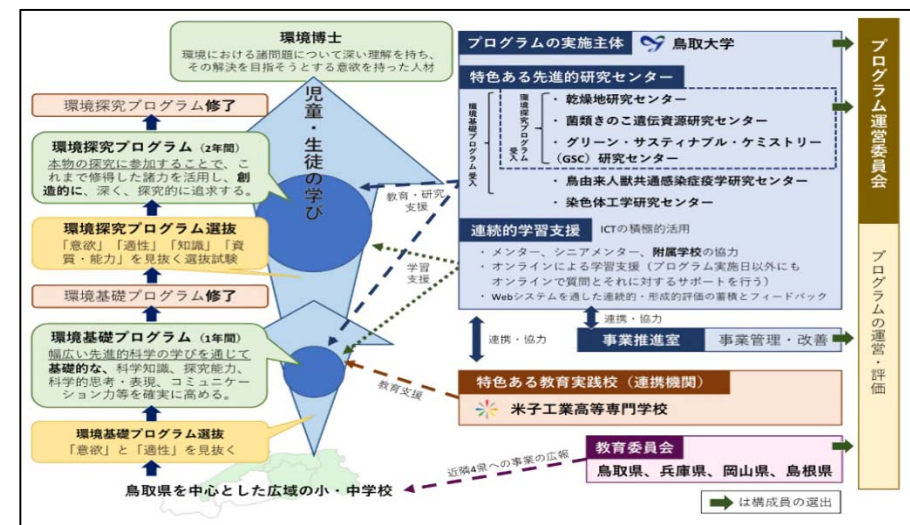 環境博士
環境における諸問題について深い理解を持ち、
その解決を目指そうとする意欲を持った人材
環境探究プログラム修了
環境探究プログラム（2年間）
本物の探究に参加することで、これまで修得した諸力を活用し、創造的に、深く、探究的に追求する。
環境探究プログラム選抜
「意欲」「適性」「知識」「資質・能力」を見抜く選抜試験
環境基礎プログラム修了
環境基礎プログラム（1年間）
幅広い先進的科学の学びを通じて
基礎的な、科学知識、探究能力、
科学的思考・表現、コミュニケーション力等を確実に高める。
環境基礎プログラム選抜
「意欲」と「適性」を見抜く
鳥取県を中心とした広域の小・中学校
児童・生徒の学び
教育・研究
支援
学習
支援
教育支援
近隣4県への事業の広報
プログラムの実施主体
鳥取大学
特色ある先進的研究センター
環境基礎プログラム受入
環境探究プログラム受入
・乾燥地研究センター
・菌類きのこ遺伝資源研究センター
・グリーン・サスティナブル・ケミストリー
（GSC）研究センター
・鳥由来人獣共通感染症疫学研究センター
・染色体工学研究センター
連続的学習支援 ICTの積極的活用
・メンター、シニアメンター、附属学校の協力
・オンラインによる学習支援（プログラム実施日以外にも
オンラインで質問とそれに対するサポートを行う）
・Webシステムを通した連続的・形成的評価の蓄積とフィードバック
連携・協力
連携・協力
事業推進室 事業管理・改善
特色ある教育実践校（連携機関）
米子工業高等専門学校
教育委員会
鳥取県、兵庫県、岡山県、島根県
は構成員の選出
プログラム運営委員会
プログラムの運営・評価